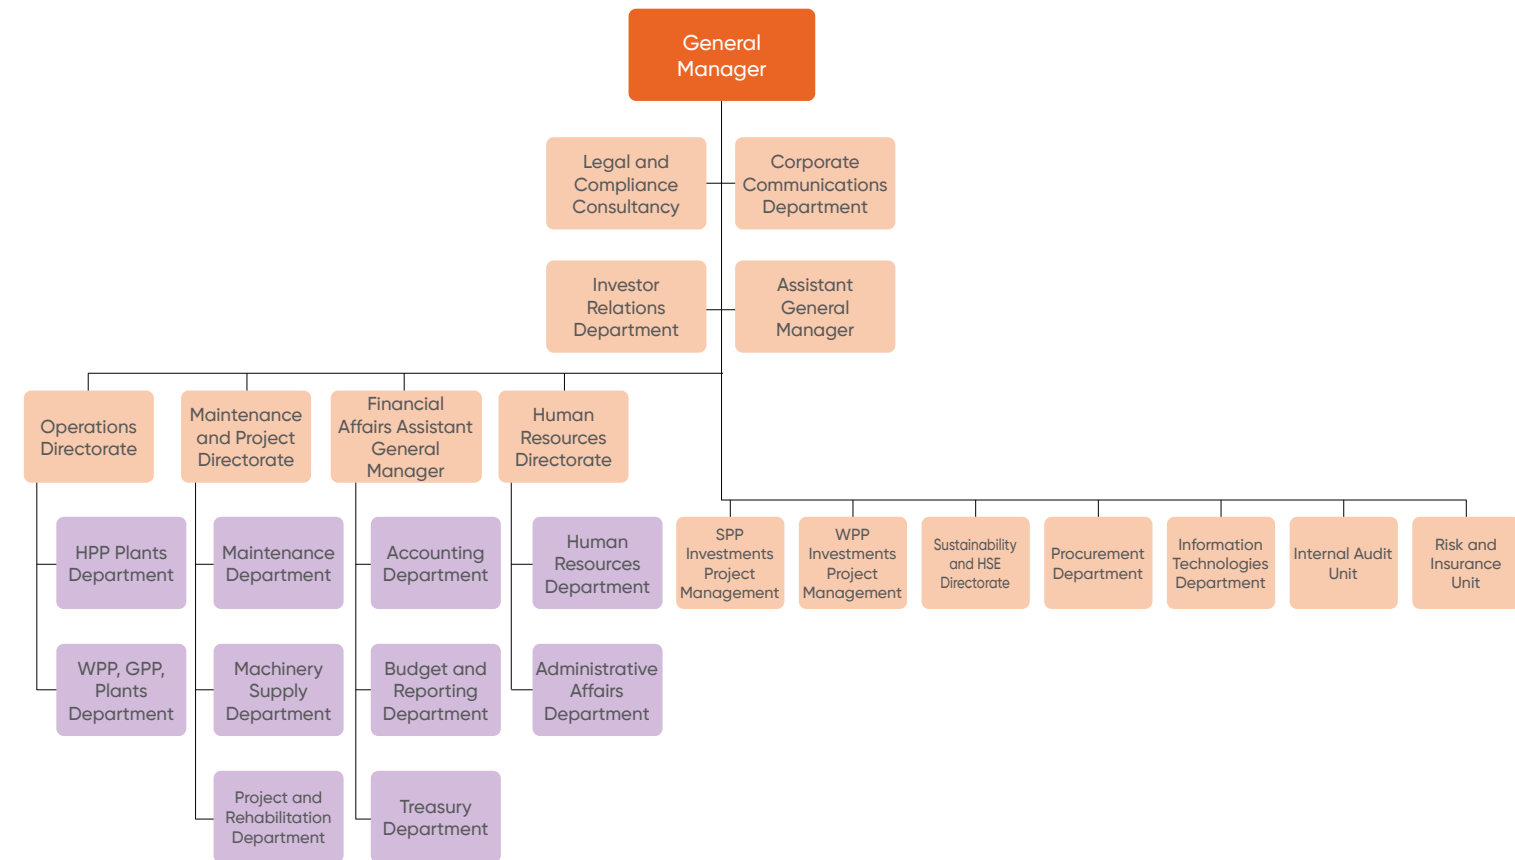 General
Manager
Legal and
Compliance
Consultancy
Corporate
Communications
Department
Investor
Relations
Department
Assistant
General
Manager
Operations
Directorate
Maintenance
and Project
Directorate
Financial
Affairs Assistant
General
Manager
Human
Resources
Directorate
HPP Plants
Department
Maintenance
Department
Accounting
Department
Human
Resources
Department
SPP
Investments
Project
Management
WPP
Investments
Project
Management
Sustainability
and HSE
Directorate
Procurement
Department
Information
Technologies
Department
Internal Audit
Unit
Risk and
Insurance
Unit
WPP, GPP,
Plants
Department
Machinery
Supply
Department
Budget and
Reporting
Department
Administrative
Affairs
Department
Project and
Rehabilitation
Department
Treasury
Department